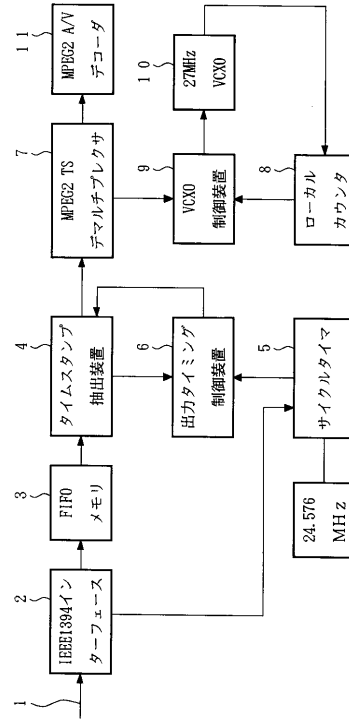 1
2
IEEE1394イン
ターフェース
3
FIFO
メモリ
4
タイムスタンプ
抽出装置
7
MPEG2 TS
デマルチプレクサ
11
MPEG2 A/V
デコーダ
6
出力タイミング
制御装置
9
VCXO
制御装置
10
27MHz
VCXO
5
サイクルタイマ
24.576
MHz
8
ローカル
カウンタ